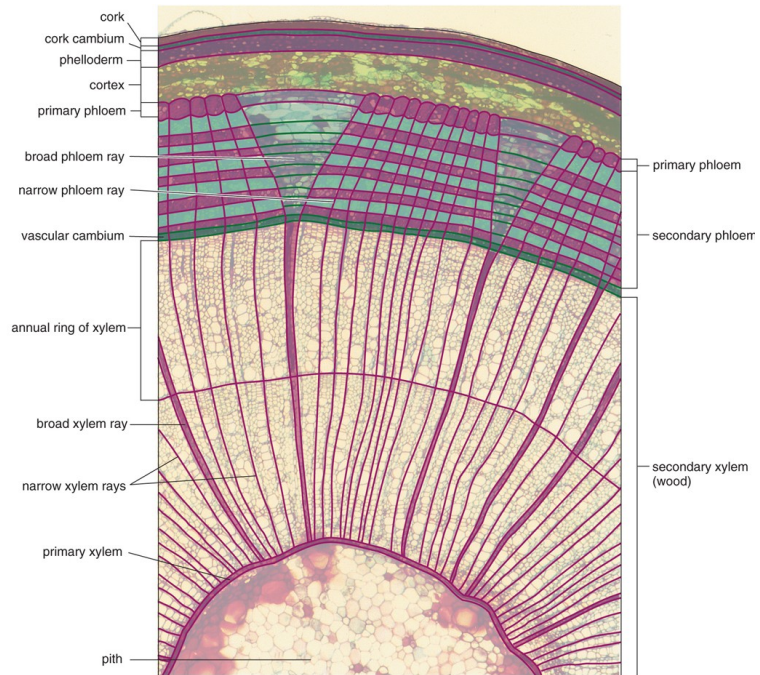 cork
cork cambium
phelloderm
cortex
primary phloem
broad phloem ray
narrow phloem ray
vascular cambium
annual ring of xylem
broad xylem ray
narrow xylem rays
primary xylem
pith
primary phloem
secondary phloem
secondary xylem
(wood)